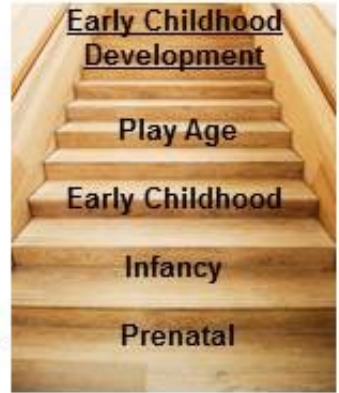 Early Childhood
Development
Play Age
Early Childhood
Infancy
Prenatal